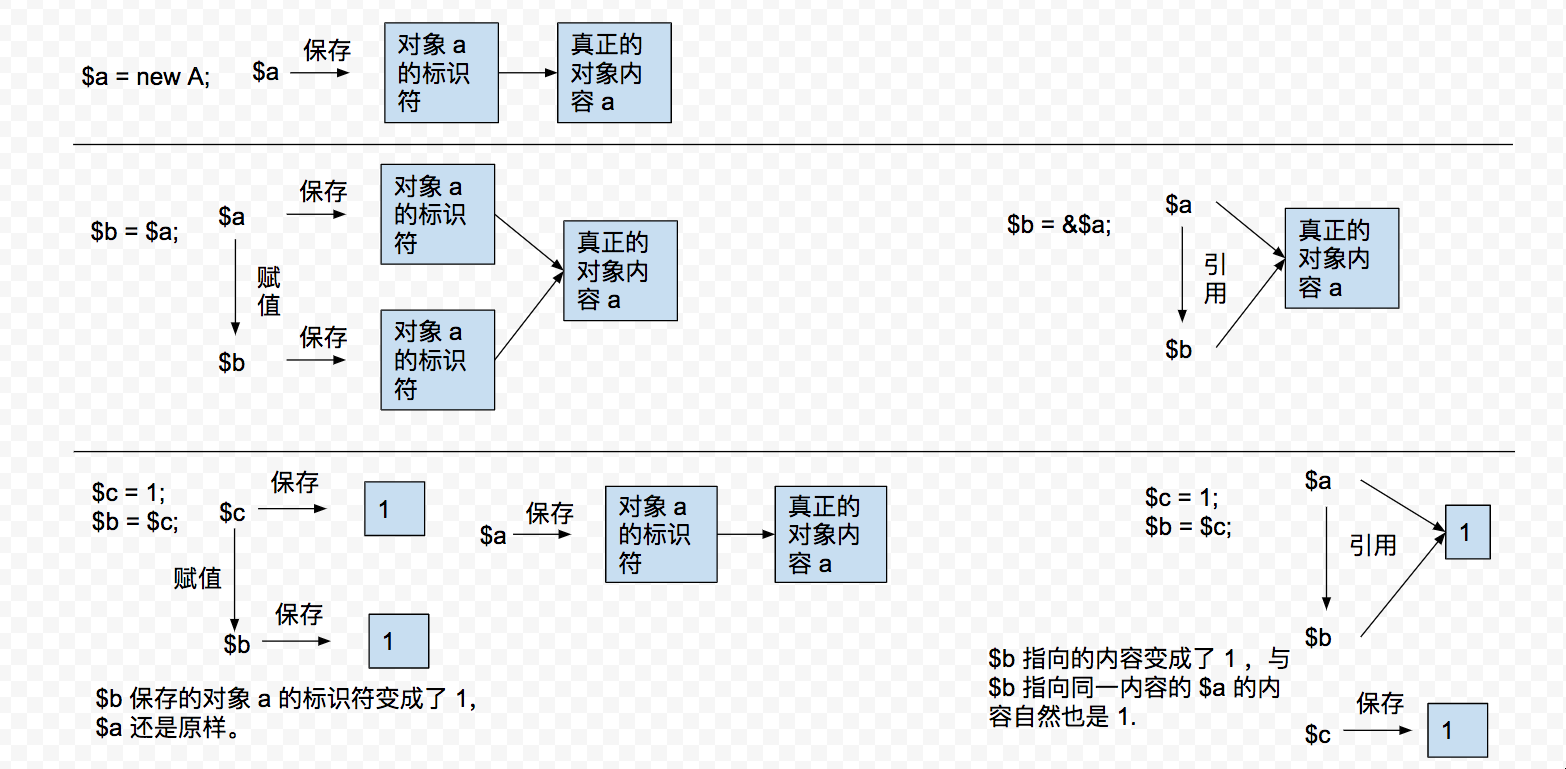 $a = new A;
$a
保存
对象 a
的标识
符
真正的
对象内
容 a
$b = $a;
$a
保存
对象 a
的标识
符
赋
值
$b
保存
对象 a
的标识
符
真正的
对象内
容 a
$b = &$a;
$a
引
用
$b
真正的
对象内
容 a
$c = 1;
$b = $c;
$c
保存
1
赋值
$b
保存
1
$a
保存
对象 a
的标识
符
真正的
对象内
容 a
$b 保存的对象 a 的标识符变成了 1,
$a 还是原样。
$c = 1;
$b = $c;
$a
引用
$b
1
$b 指向的内容变成了 1 ，与
$b 指向同一内容的 $a 的内
容自然也是 1.
$c
保存
1